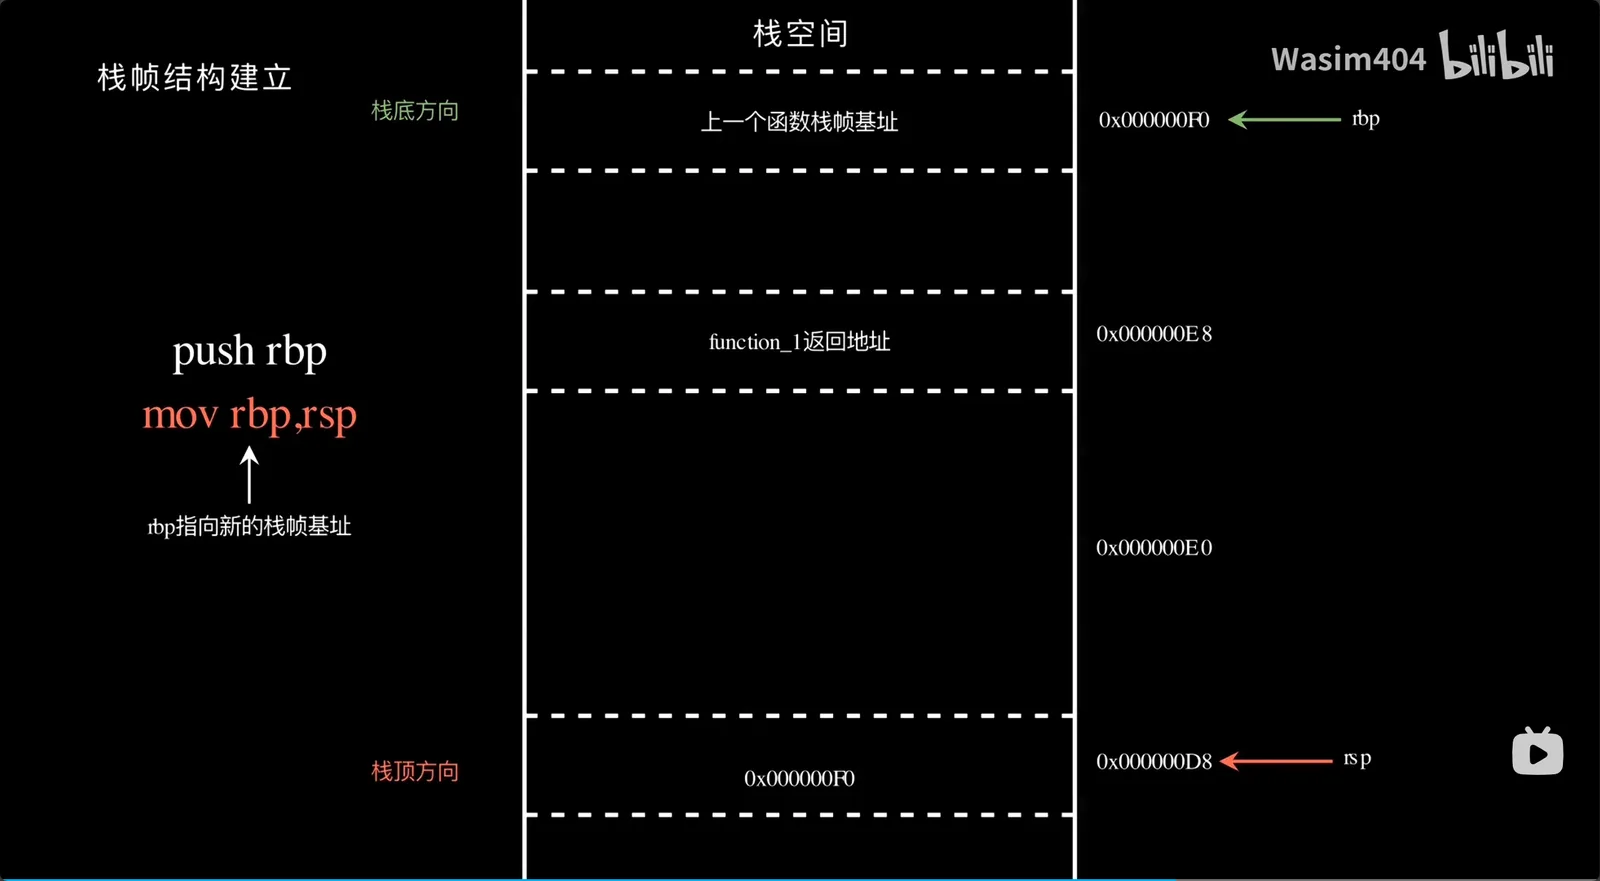 栈空间
Wasim404 bilibili
栈帧结构建立
栈底方向
上一个函数栈帧基址
0x000000F0
rbp
function_1返回地址
0x000000E8
push rbp
mov rbp,rsp
rbp指向新的栈帧基址
0x000000E0
栈顶方向
0x000000F0
0x000000D8
rsp